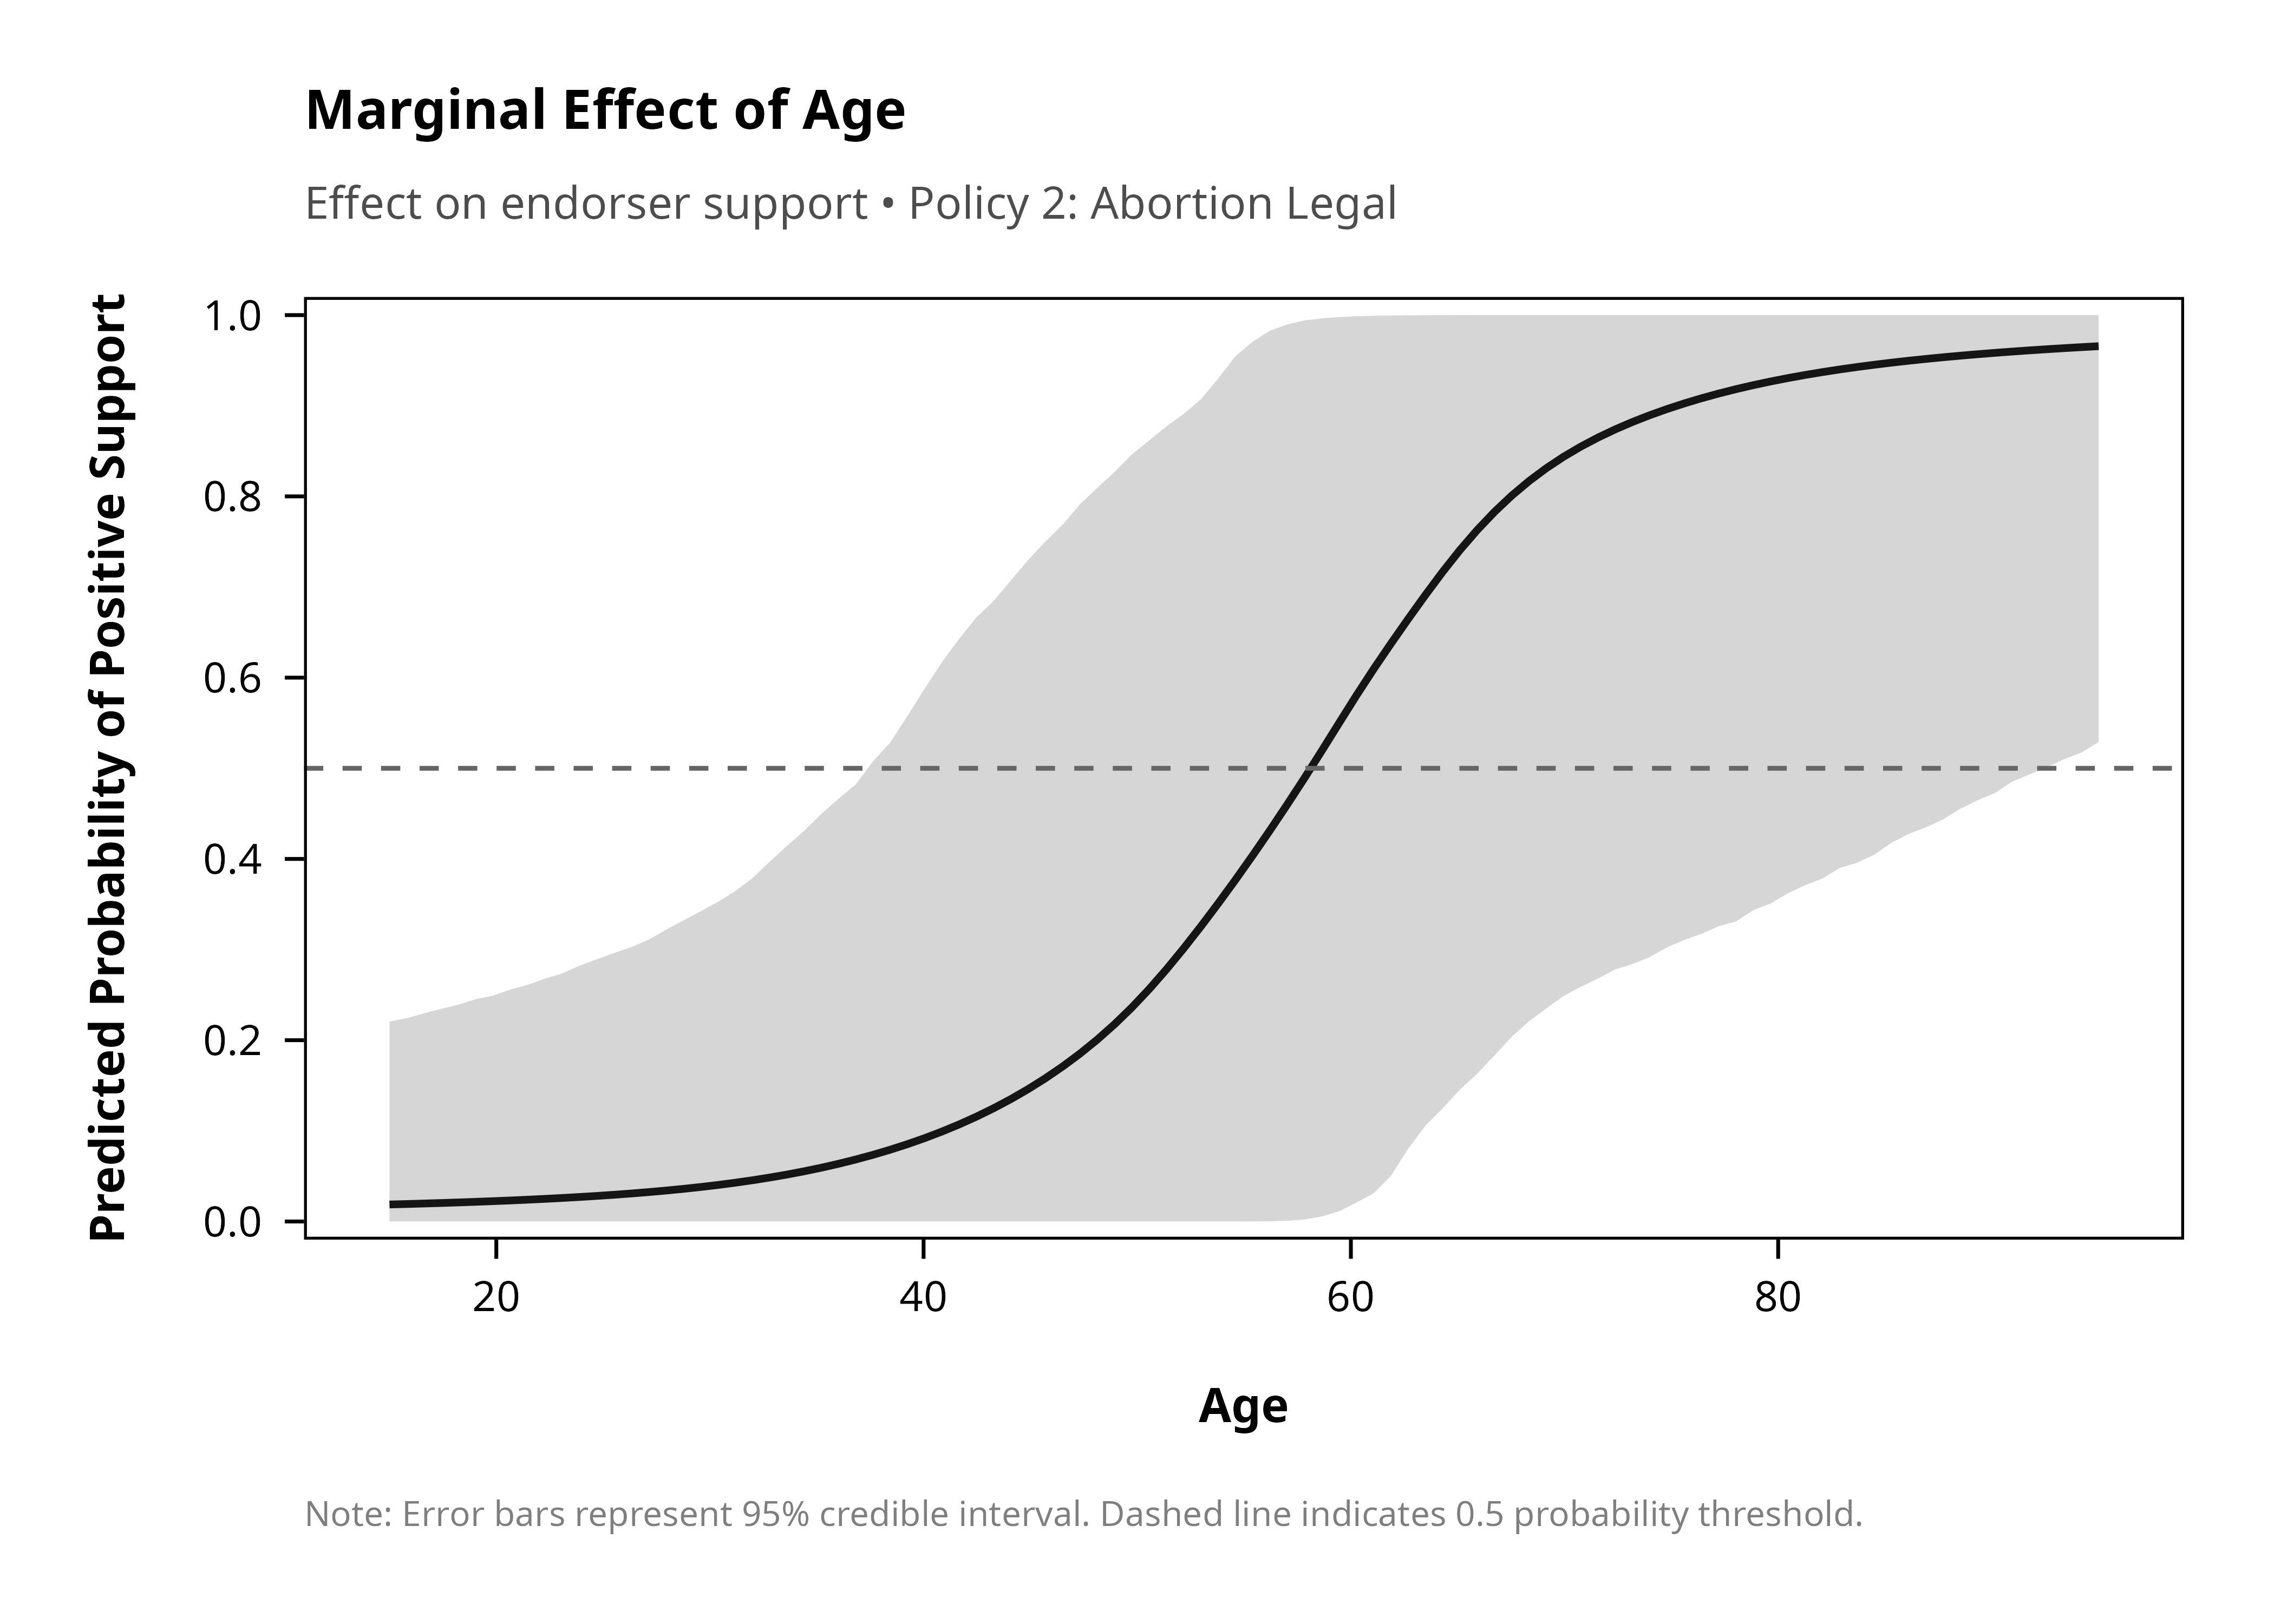 Marginal Effect of Age
Effect on endorser support • Policy 2: Abortion Legal
Predicted Probability of Positive Support
1.0
0.8
0.6
0.4
0.2
0.0
20 40 60 80
Age
Note: Error bars represent 95% credible interval. Dashed line indicates 0.5 probability threshold.